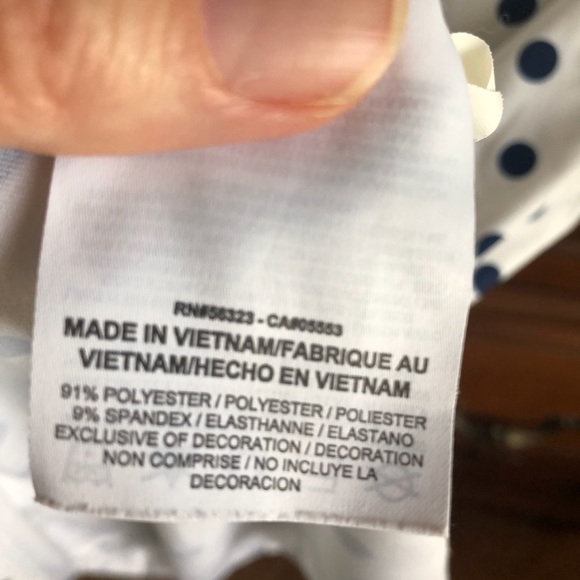 RN#56323 - CA#05553
MADE IN VIETNAM/FABRIQUE AU
VIETNAM/HECHO EN VIETNAM
91% POLYESTER / POLYESTER / POLIESTER
9% SPANDEX / ELASTHANNE / ELASTANO
EXCLUSIVE OF DECORATION / DECORATION
NON COMPRISE / NO INCLUYE LA
DECORACION